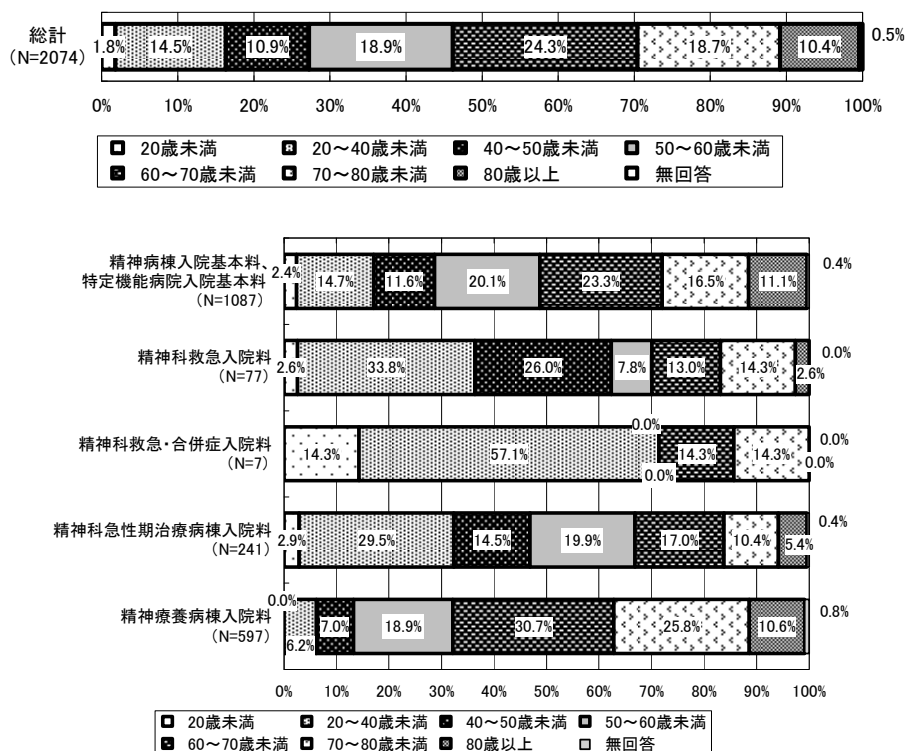 総計
(N=2074)
1.8% 14.5% 10.9% 18.9% 24.3% 18.7% 10.4% 0.5%
0% 10% 20% 30% 40% 50% 60% 70% 80% 90% 100%
20歳未満 20～40歳未満 40～50歳未満 50～60歳未満
60～70歳未満 70～80歳未満 80歳以上 無回答
精神病棟入院基本料、
特定機能病院入院基本料
(N=1087)
2.4% 14.7% 11.6% 20.1% 23.3% 16.5% 11.1% 0.4%
精神科救急入院料
(N=77)
2.6% 33.8% 26.0% 7.8% 13.0% 14.3% 2.6% 0.0%
精神科救急・合併症入院料
(N=7)
14.3% 57.1% 0.0% 0.0% 14.3% 14.3% 0.0% 0.0%
精神科急性期治療病棟入院料
(N=241)
2.9% 29.5% 14.5% 19.9% 17.0% 10.4% 5.4% 0.4%
精神療養病棟入院料
(N=597)
0.0% 6.2% 7.0% 18.9% 30.7% 25.8% 10.6% 0.8%
0% 10% 20% 30% 40% 50% 60% 70% 80% 90% 100%
20歳未満 20～40歳未満 40～50歳未満 50～60歳未満
60～70歳未満 70～80歳未満 80歳以上 無回答